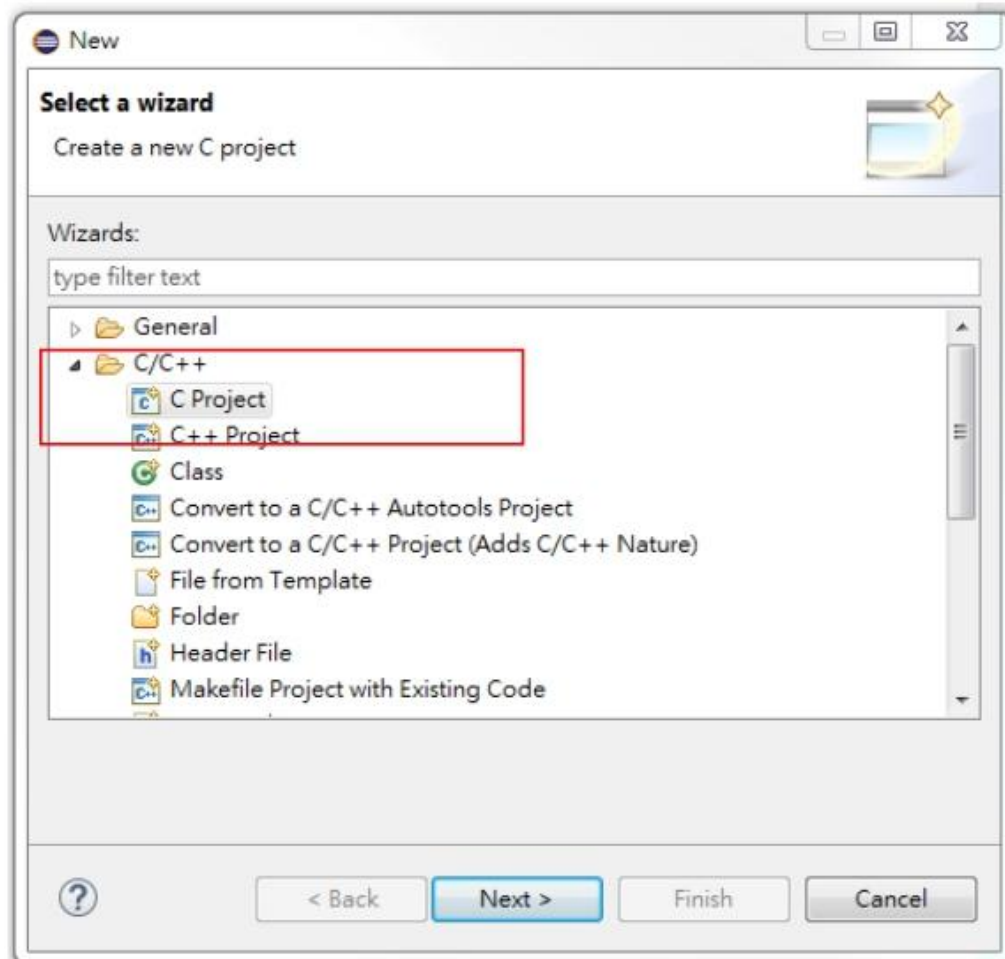 New
Select a wizard
Create a new C project
Wizards:
type filter text
General
C/C++
C Project
C++ Project
Class
Convert to a C/C++ Autotools Project
Convert to a C/C++ Project (Adds C/C++ Nature)
File from Template
Folder
Header File
Makefile Project with Existing Code
< Back Next > Finish Cancel